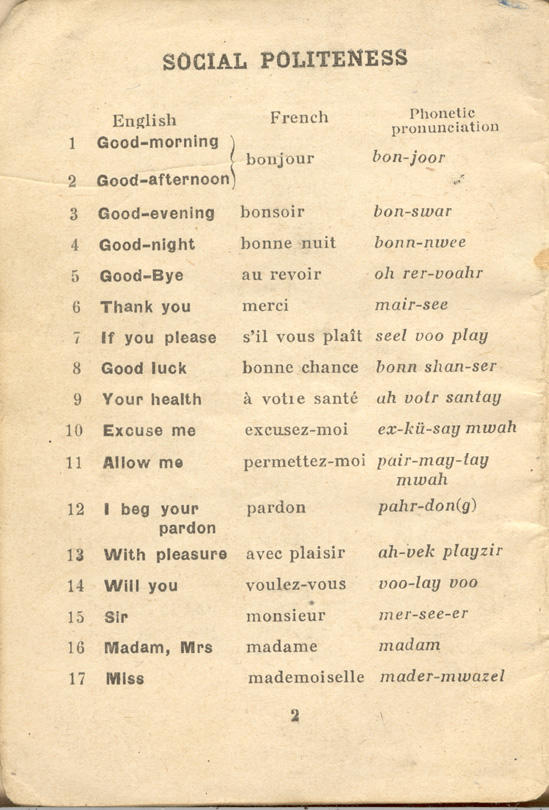 SOCIAL POLITENESS
English French Phonetic
pronunciation
1 Good-morning
bonjour bon-joor
2 Good-afternoon
3 Good-evening bonsoir bon-swar
4 Good-night bonne nuit bonn-nwee
5 Good-Bye au revoir oh rer-voahr
6 Thank you merci mair-see
7 If you please s'il vous plaît seel voo play
8 Good luck bonne chance bonn shan-ser
9 Your health à votre santé ah votr santay
10 Excuse me excusez-moi ex-kü-say mwah
11 Allow me permettez-moi pair-may-tay
mwah
12 I beg your pardon pahr-don(g)
pardon
13 With pleasure avec plaisir ah-vek playzir
14 Will you voulez-vous voo-lay voo
15 Sir monsieur mer-see-er
16 Madam, Mrs madame madam
17 Miss mademoiselle mader-mwazel
2